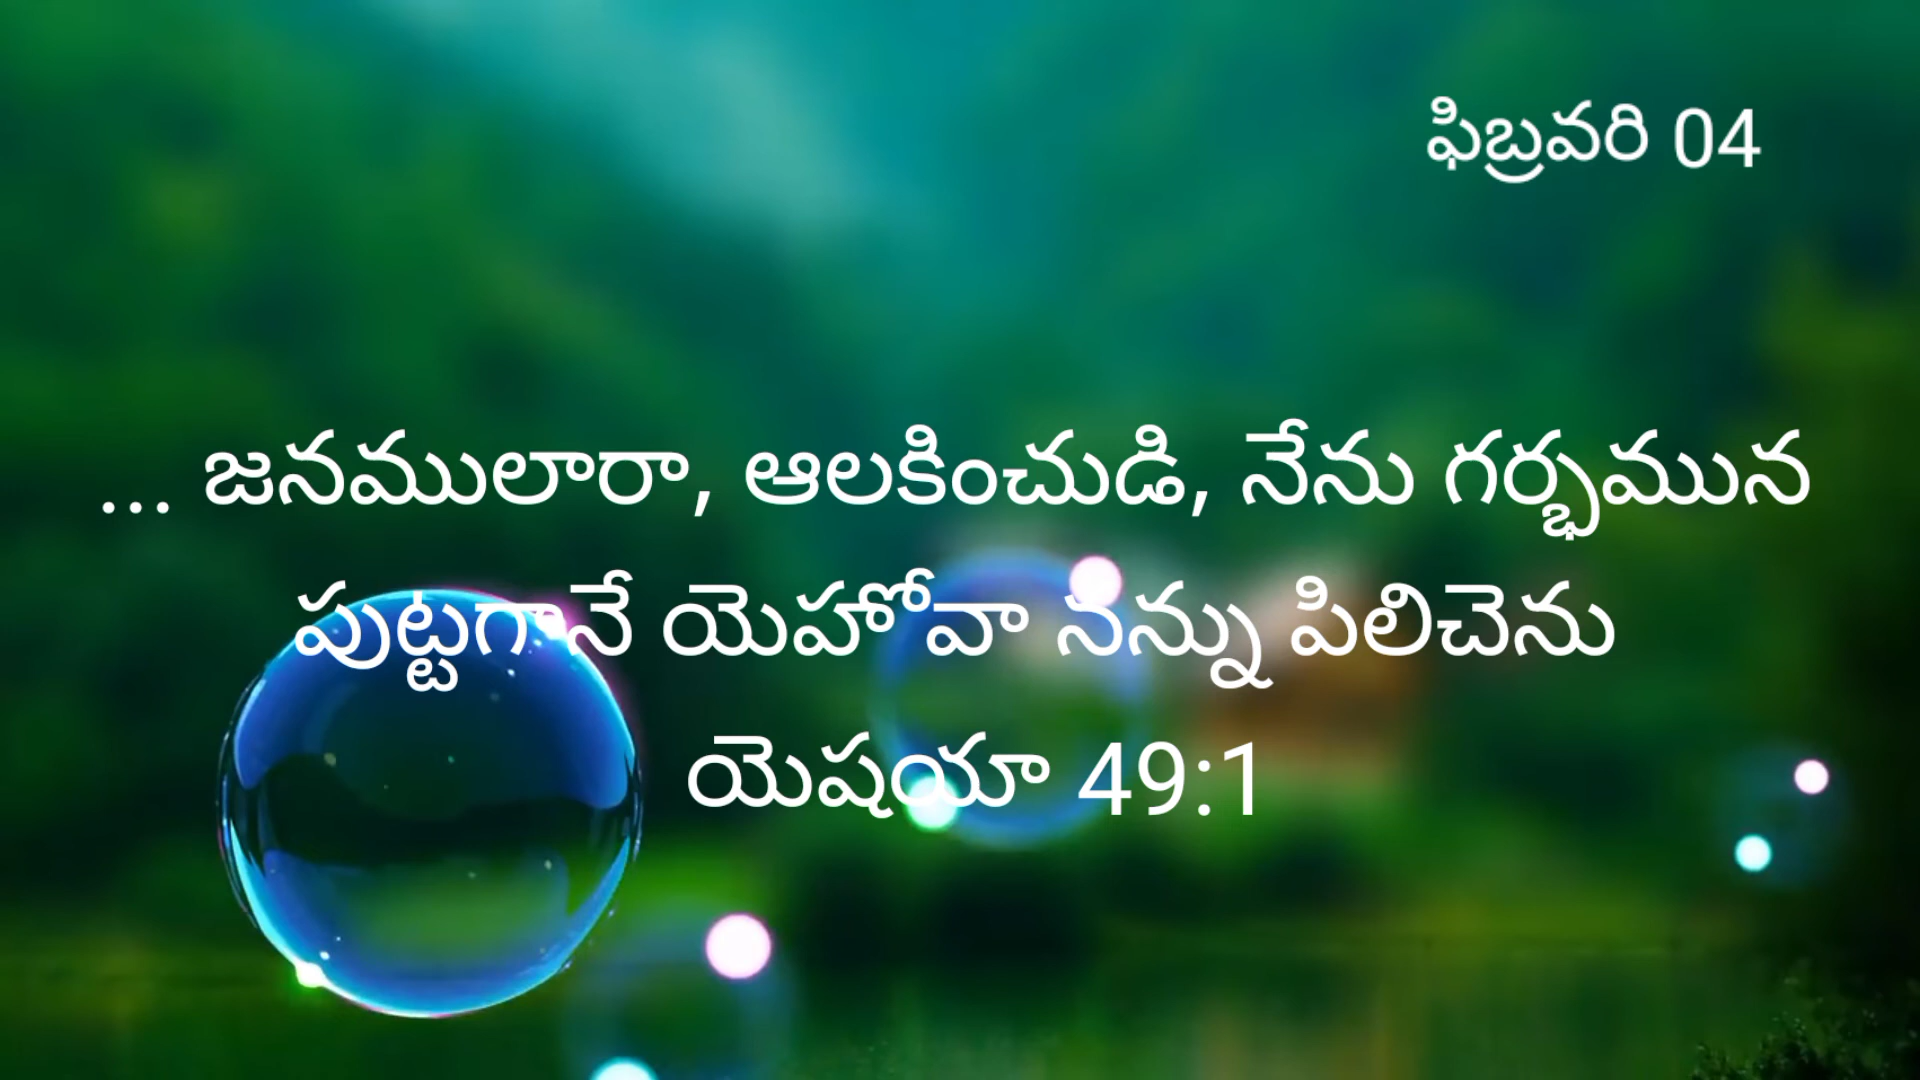 ఫిబ్రవరి 04
... జనములారా, ఆలకించుడి, నేను గర్భమున
పుట్టగానే యెహోవా నన్ను పిలిచెను
యెషయా 49:1